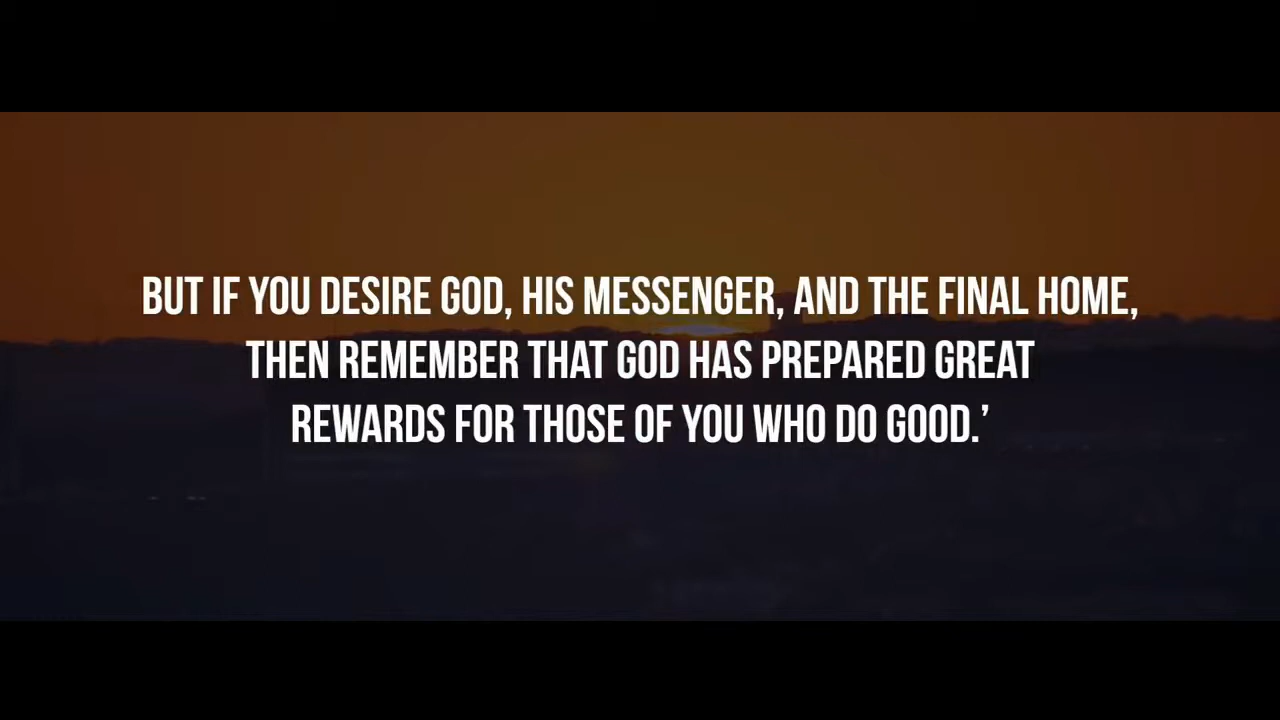 BUT IF YOU DESIRE GOD, HIS MESSENGER, AND THE FINAL HOME,
THEN REMEMBER THAT GOD HAS PREPARED GREAT
REWARDS FOR THOSE OF YOU WHO DO GOOD.’